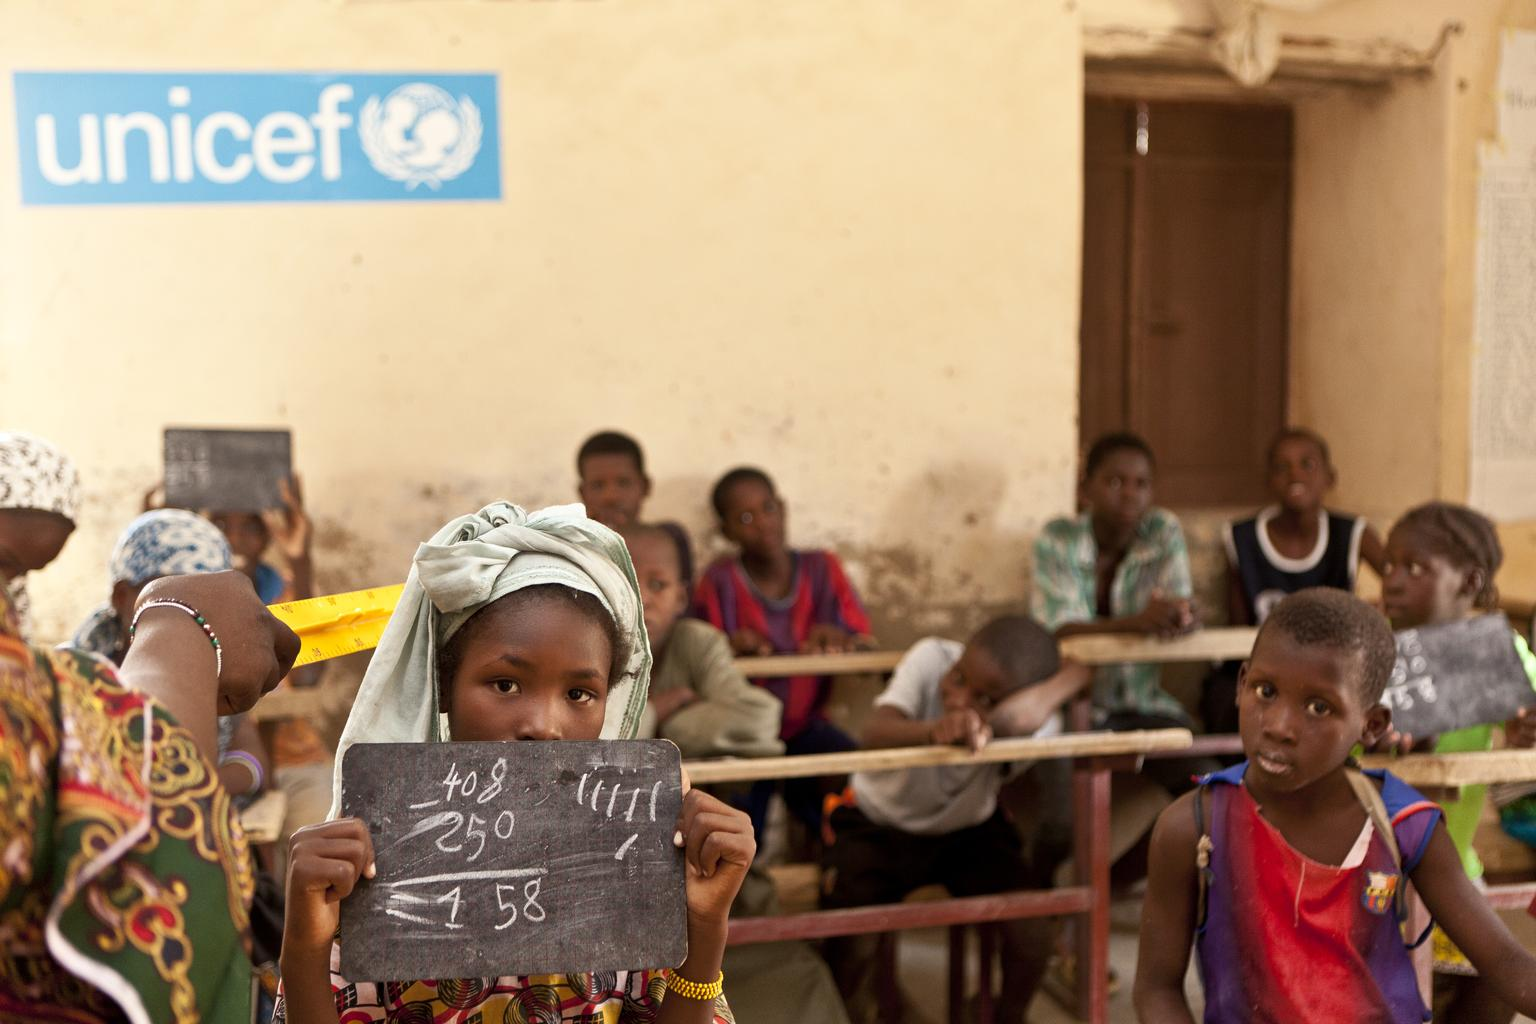 unicef
- 408
250
= 158